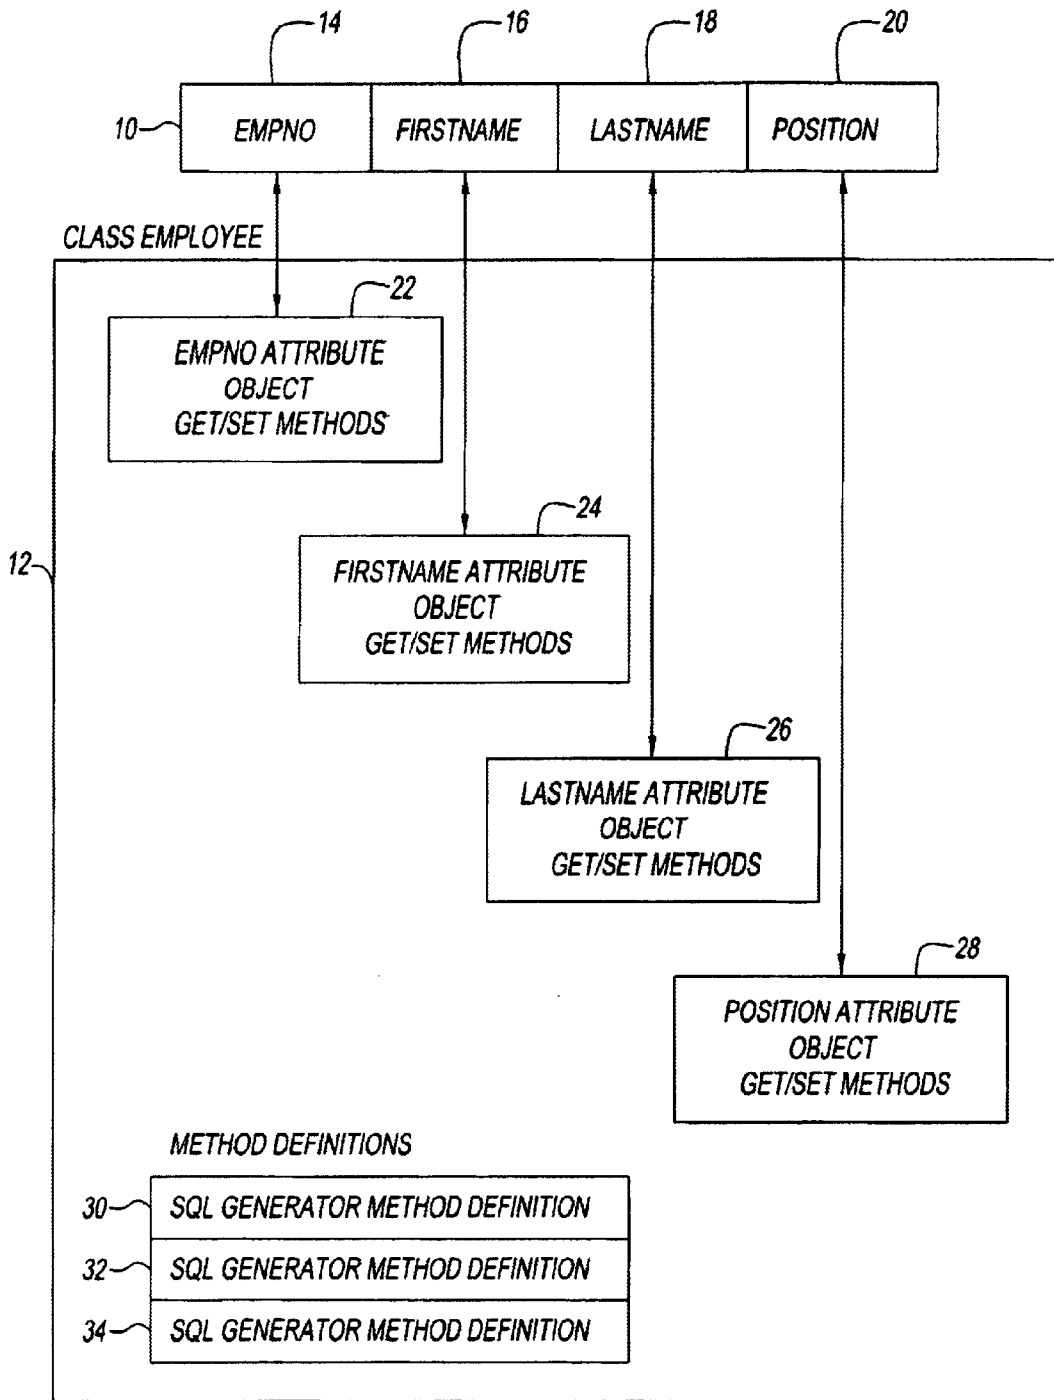 14 16 18 20
10 EMPNO FIRSTNAME LASTNAME POSITION
CLASS EMPLOYEE
22
EMPNO ATTRIBUTE
OBJECT
GET/SET METHODS
24
12
FIRSTNAME ATTRIBUTE
OBJECT
GET/SET METHODS
26
LASTNAME ATTRIBUTE
OBJECT
GET/SET METHODS
28
POSITION ATTRIBUTE
OBJECT
GET/SET METHODS
METHOD DEFINITIONS
30 SQL GENERATOR METHOD DEFINITION
32 SQL GENERATOR METHOD DEFINITION
34 SQL GENERATOR METHOD DEFINITION